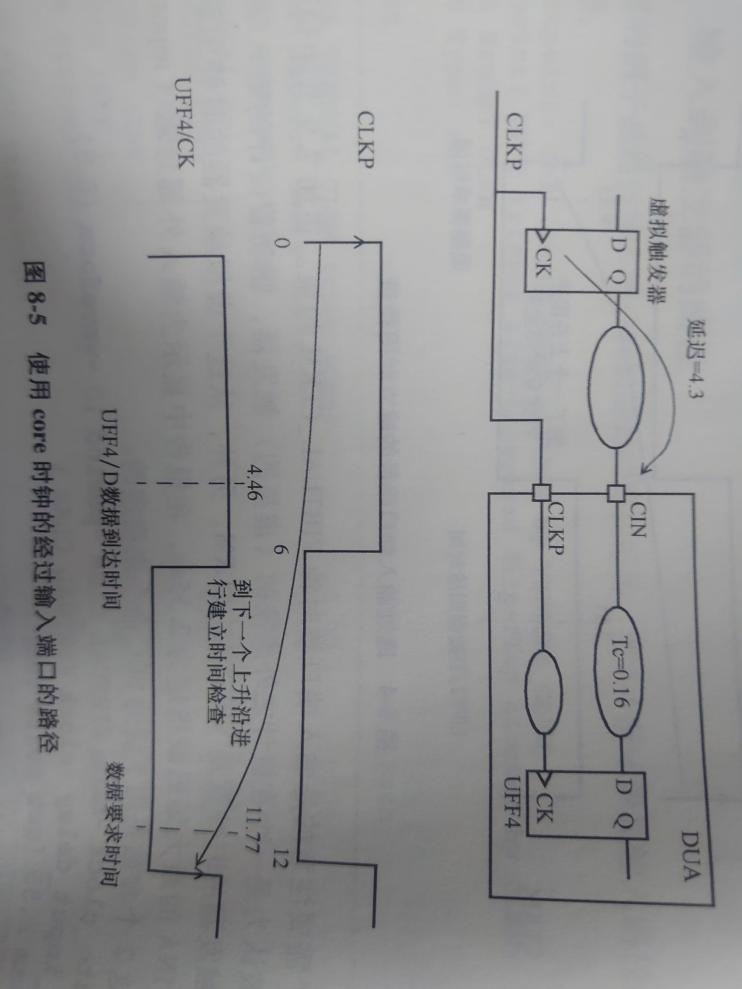 延迟=4.3
虚拟触发器
D Q
CK
CLKP
CIN
CLKP
Tc=0.16
DUA
D Q
CK
UFF4
CLKP
0
6
12
到下一个上升沿进
行建立时间检查
UFF4/CK
4.46
11.77
UFF4/D数据到达时间
数据要求时间
图 8-5 使用 core 时钟的经过输入端口的路径